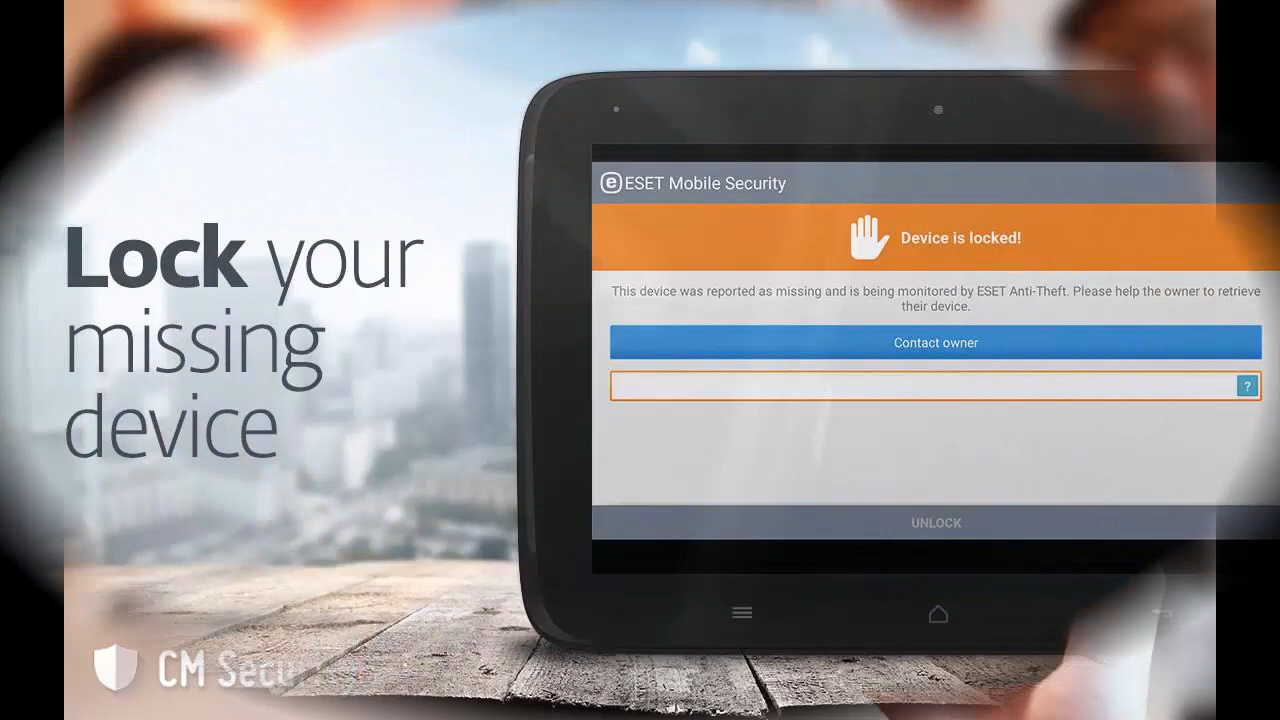 Lock your
missing
device
ESET Mobile Security
Device is locked!
This device was reported as missing and is being monitored by ESET Anti-Theft. Please help the owner to retrieve
their device.
Contact owner
?
UNLOCK
CM